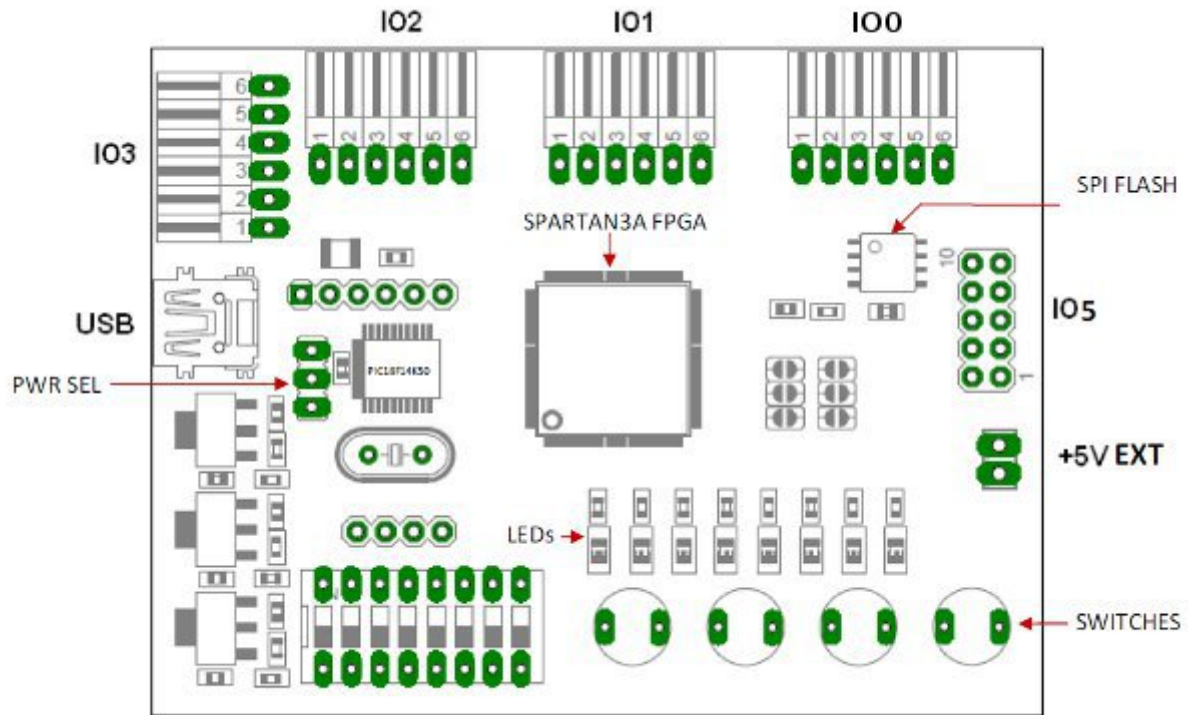 IO2
IO1
IO0
IO3
6
5
4
3
2
1
1 2 3 4 5 6
1 2 3 4 5 6
1 2 3 4 5 6
SPI FLASH
SPARTAN3A FPGA
10
IO5
1
USB
PWR SEL
PIC18F14K50
+5V EXT
LEDs
SWITCHES